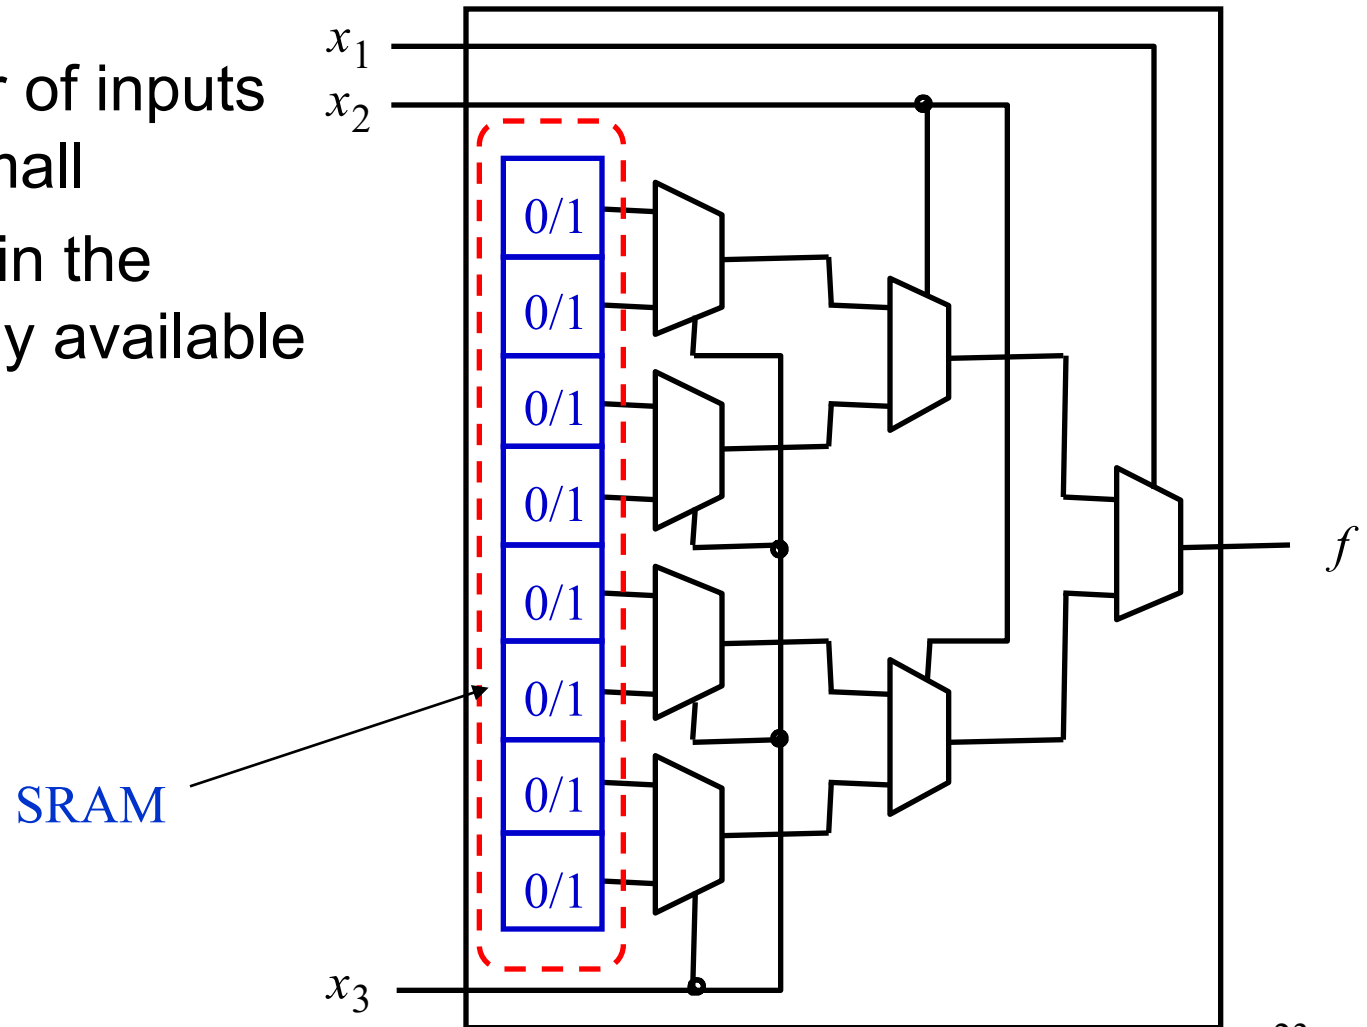 r of inputs
nall
in the
y available
x1
x2
0/1
0/1
0/1
0/1
0/1
0/1
0/1
0/1
SRAM
x3
f